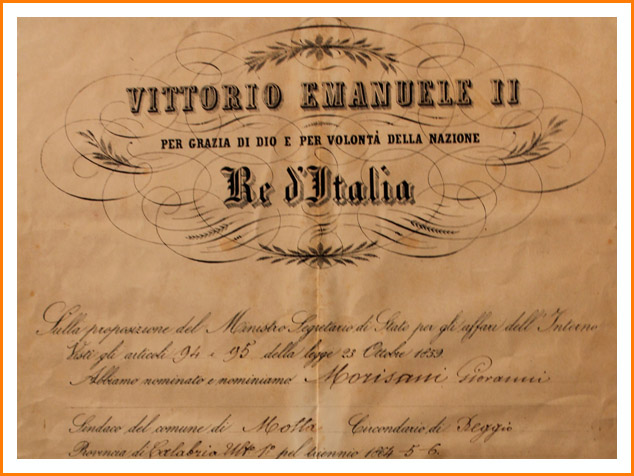 VITTORIO EMANUELE II
PER GRAZIA DI DIO E PER VOLONTÀ DELLA NAZIONE
Re d'Italia
Sulla proposizione del Ministro Segretario di Stato per gli affari dell'Interno
Visti gli articoli 94 e 95 della legge 23 Ottobre 1859
Abbiamo nominato e nominiamo Morisani Giovanni
Sindaco del comune di Motta Circondario di Reggio
Provincia di Calabria Ultª 1ª pel triennio 1864-5-6.